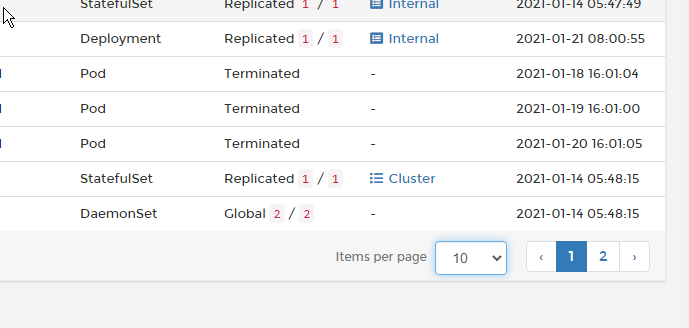 StatefulSet Replicated 1 / 1 Internal 2021-01-14 05:47:49
Deployment Replicated 1 / 1 Internal 2021-01-21 08:00:55
Pod Terminated - 2021-01-18 16:01:04
Pod Terminated - 2021-01-19 16:01:00
Pod Terminated - 2021-01-20 16:01:05
StatefulSet Replicated 1 / 1 Cluster 2021-01-14 05:48:15
DaemonSet Global 2 / 2 - 2021-01-14 05:48:15
Items per page 10 ‹ 1 2 ›